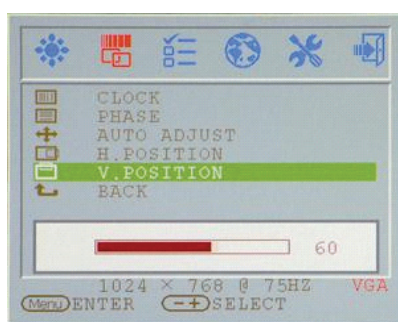 CLOCK
PHASE
AUTO ADJUST
H.POSITION
V.POSITION
BACK
60
1024 × 768 @ 75HZ VGA
Menu ENTER −+ SELECT